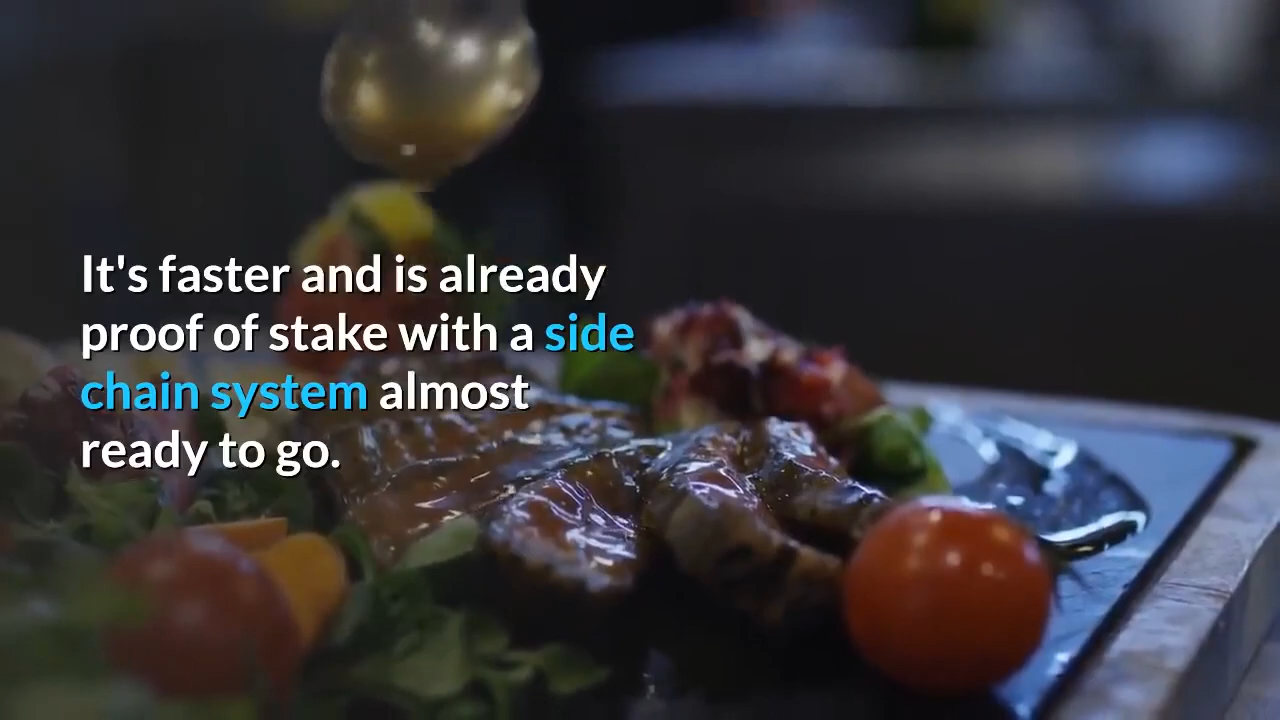 It's faster and is already
proof of stake with a side
chain system almost
ready to go.